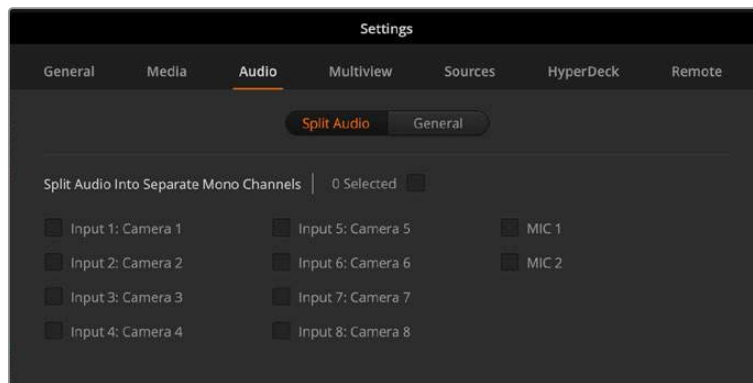 Settings
General Media Audio Multiview Sources HyperDeck Remote
Split Audio General
Split Audio Into Separate Mono Channels 0 Selected
Input 1: Camera 1 Input 5: Camera 5 MIC 1
Input 2: Camera 2 Input 6: Camera 6 MIC 2
Input 3: Camera 3 Input 7: Camera 7
Input 4: Camera 4 Input 8: Camera 8